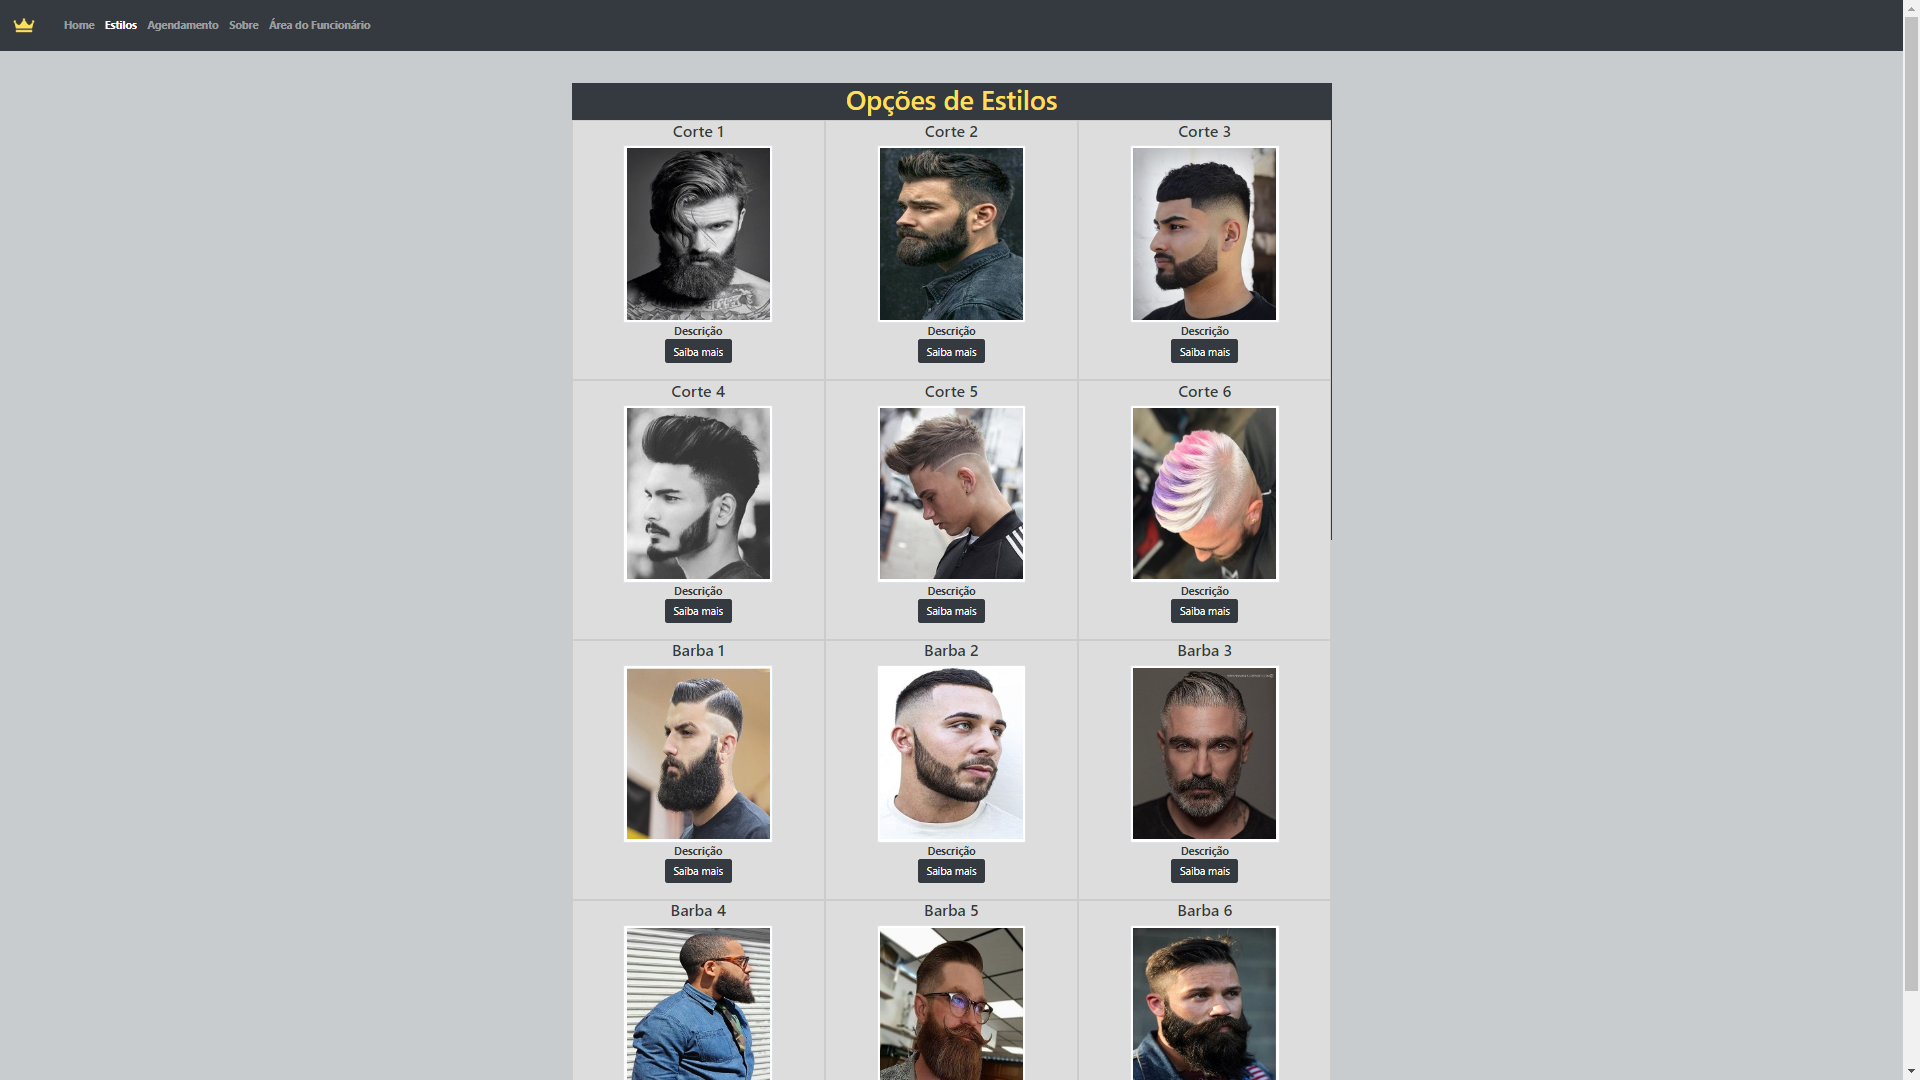 Home Estilos Agendamento Sobre Área do Funcionário
Opções de Estilos
Corte 1 Corte 2 Corte 3
Descrição Descrição Descrição
Saiba mais Saiba mais Saiba mais
Corte 4 Corte 5 Corte 6
Descrição Descrição Descrição
Saiba mais Saiba mais Saiba mais
Barba 1 Barba 2 Barba 3
Descrição Descrição Descrição
Saiba mais Saiba mais Saiba mais
Barba 4 Barba 5 Barba 6